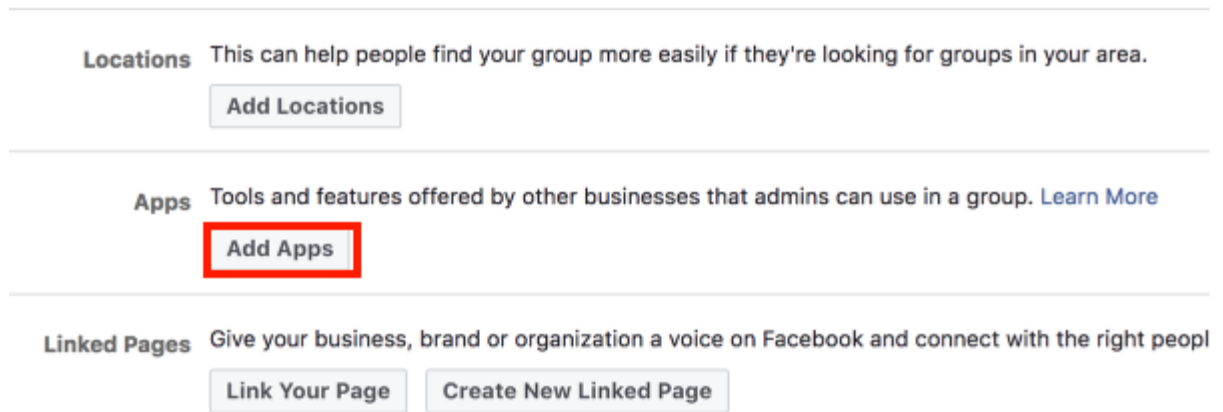 Locations This can help people find your group more easily if they're looking for groups in your area.
Add Locations
Apps Tools and features offered by other businesses that admins can use in a group. Learn More
Add Apps
Linked Pages Give your business, brand or organization a voice on Facebook and connect with the right peopl
Link Your Page Create New Linked Page